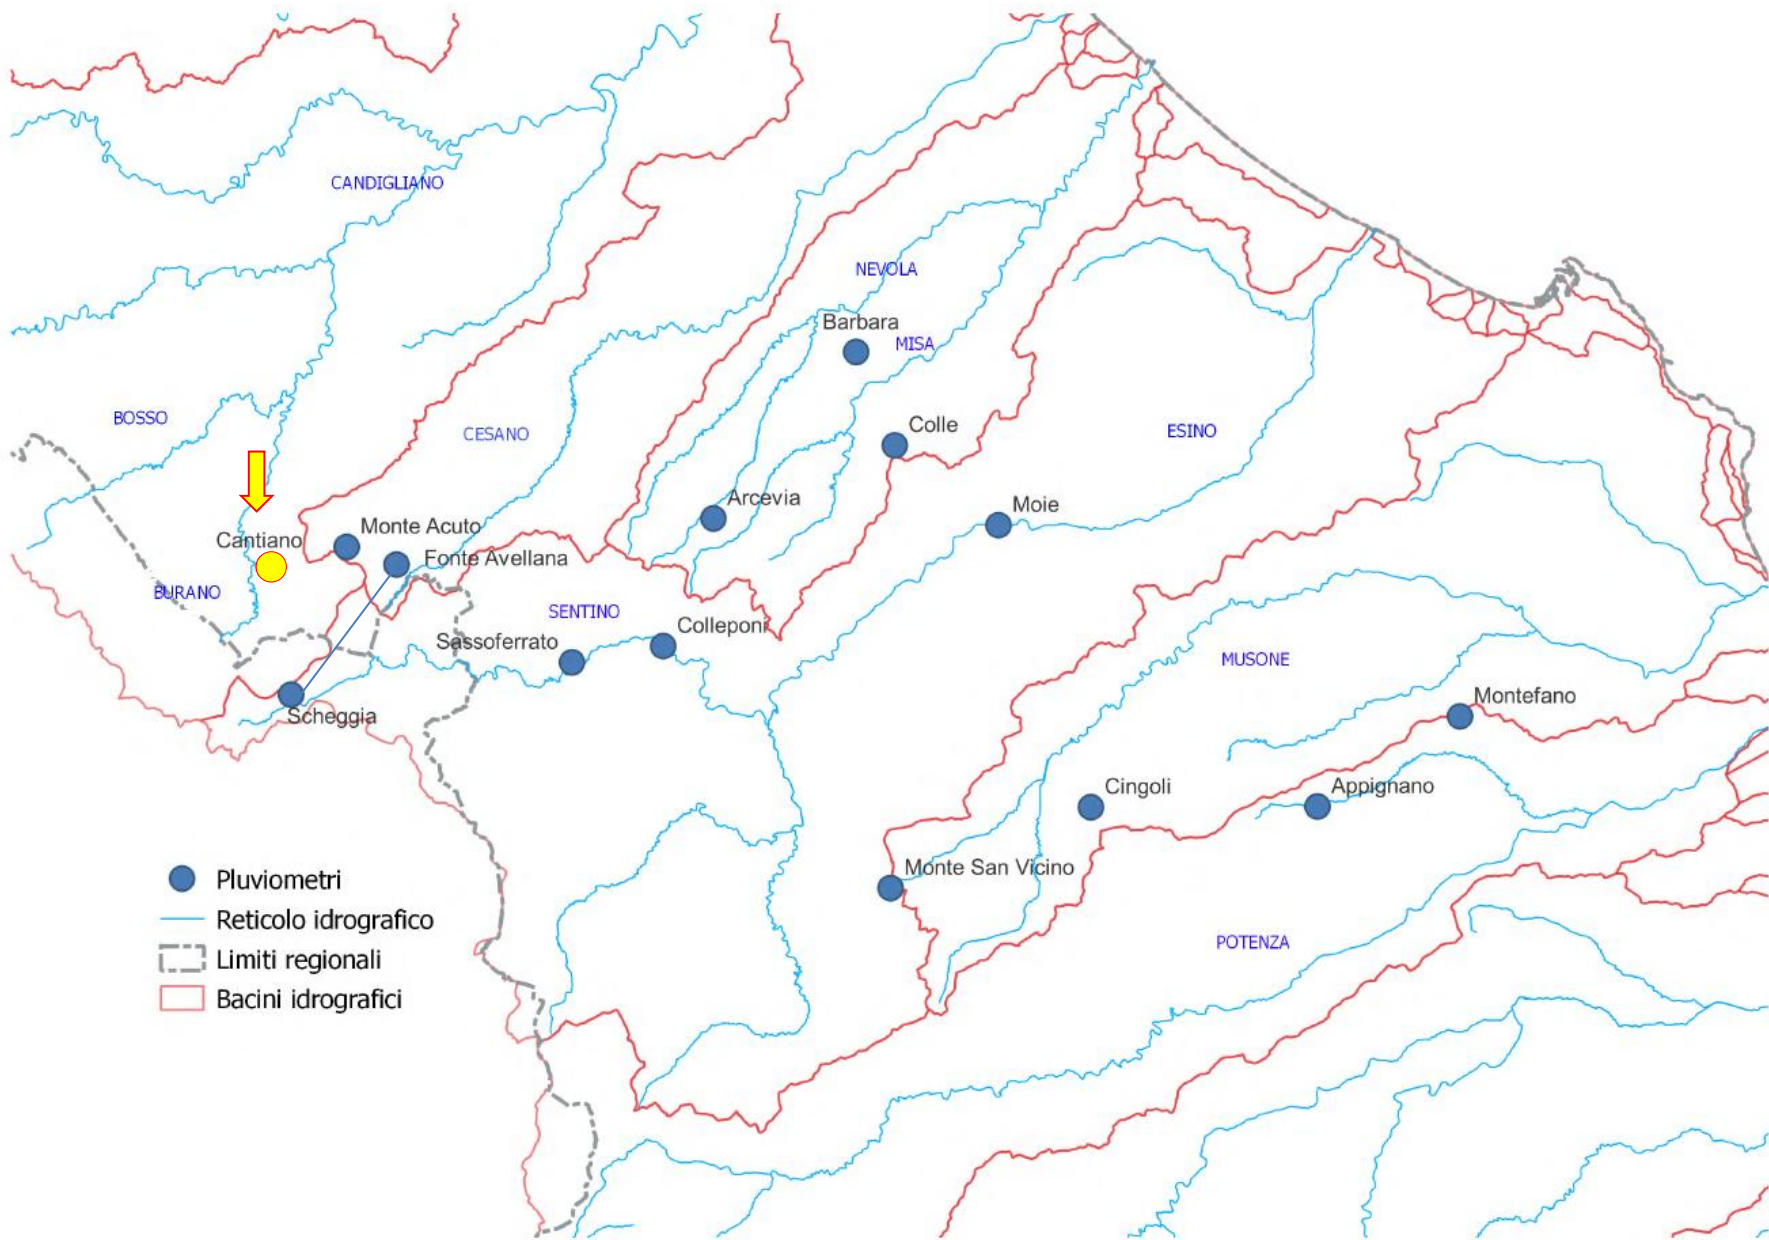 CANDIGLIANO
NEVOLA
Barbara
MISA
BOSSO
CESANO
Colle
ESINO
Arcevia
Moie
Monte Acuto
Cantiano
Fonte Avellana
BURANO
SENTINO
Colleponi
Sassoferrato
MUSONE
Montefano
Scheggia
Cingoli
Appignano
Monte San Vicino
POTENZA
Pluviometri
Reticolo idrografico
Limiti regionali
Bacini idrografici